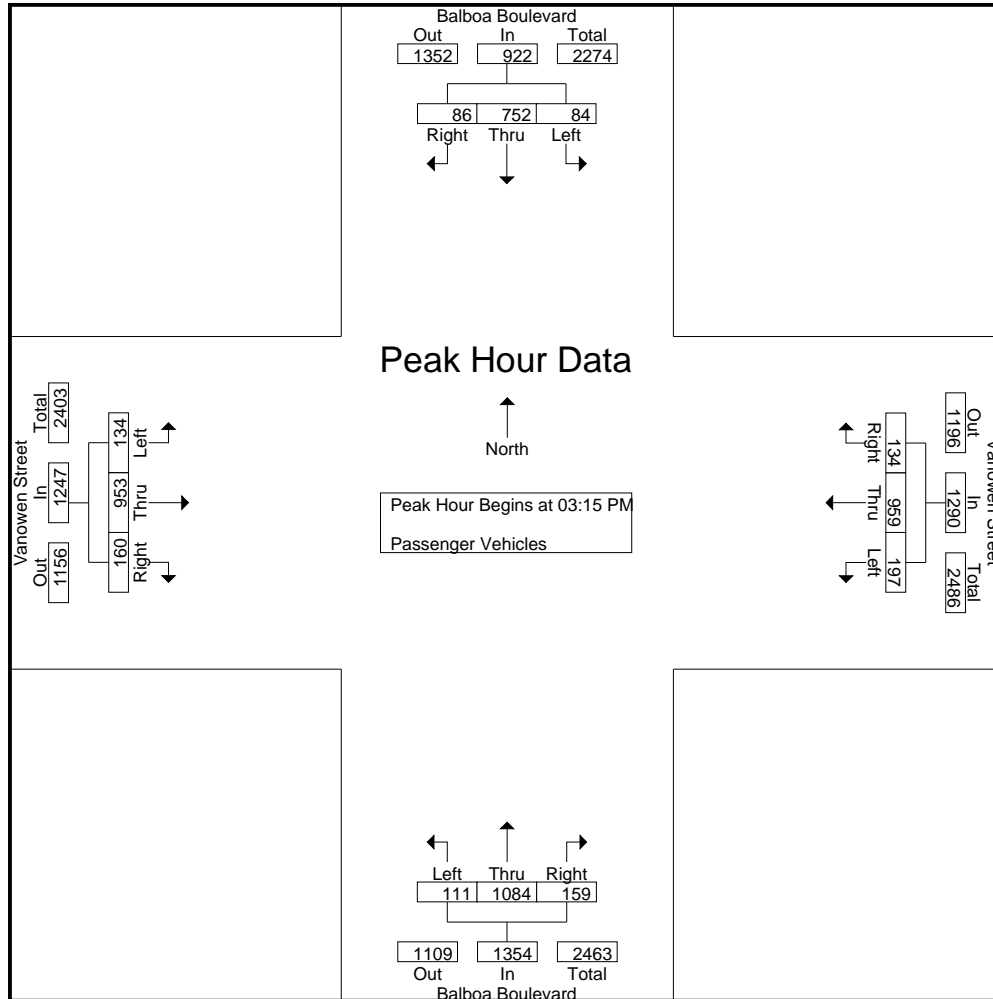 Balboa Boulevard
Out In Total
1352 922 2274
86 752 84
Right Thru Left
Peak Hour Data
North
Peak Hour Begins at 03:15 PM
Passenger Vehicles
Vanowen Street
Total In Out
2403 1247 1156
134 953 160
Left Thru Right
Right Thru Left
134 959 197
Out In Total
1196 1290 2486
Vanowen Street
Left Thru Right
111 1084 159
1109 1354 2463
Out In Total
Balboa Boulevard